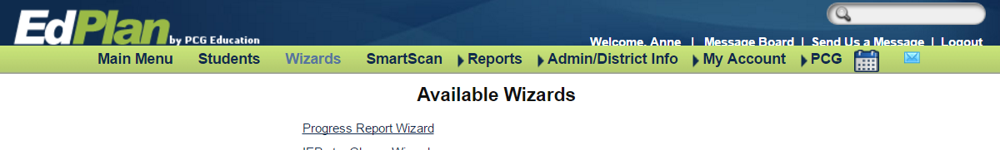 EdPlan by PCG Education
Welcome, Anne | Message Board | Send Us a Message | Logout
Main Menu Students Wizards SmartScan Reports Admin/District Info My Account PCG
Available Wizards
Progress Report Wizard